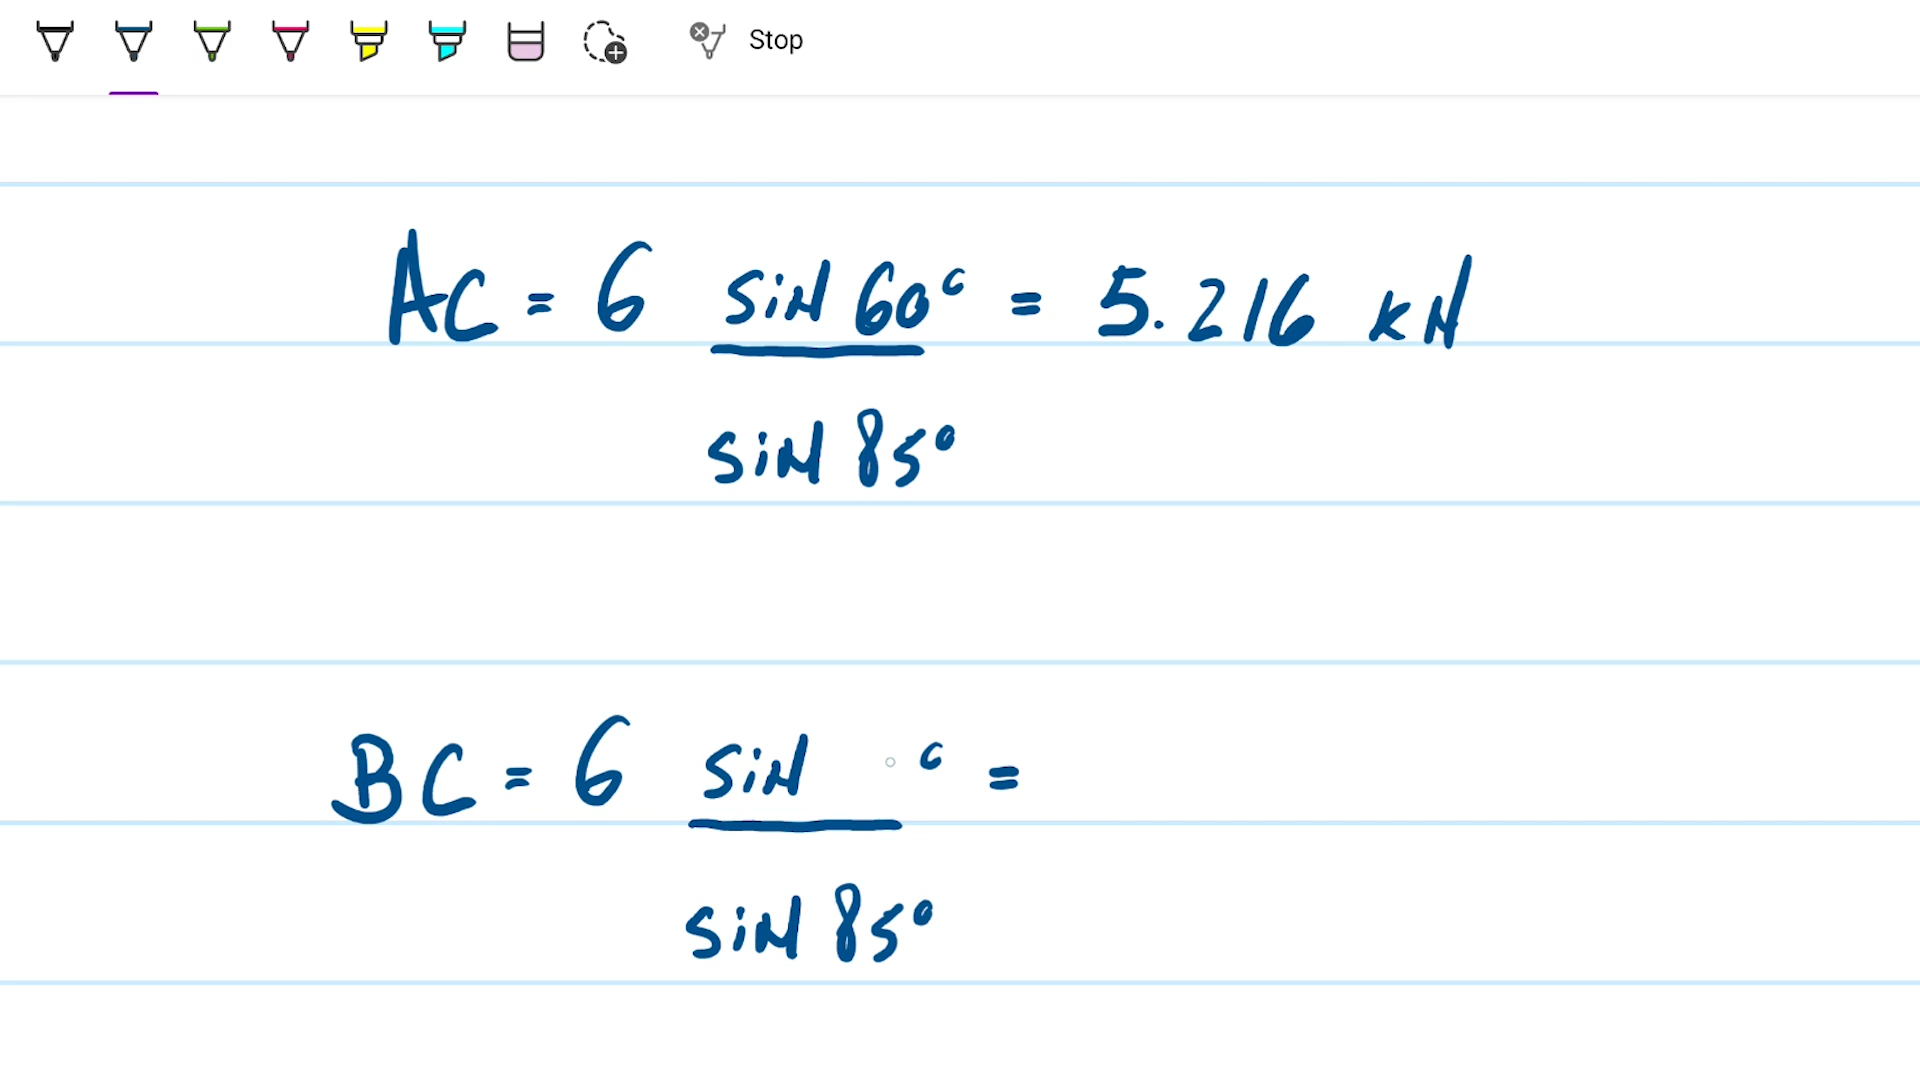 Stop
AC = 6 sin 60° = 5.216 kN
sin 85°
BC = 6 sin ° =
sin 85°